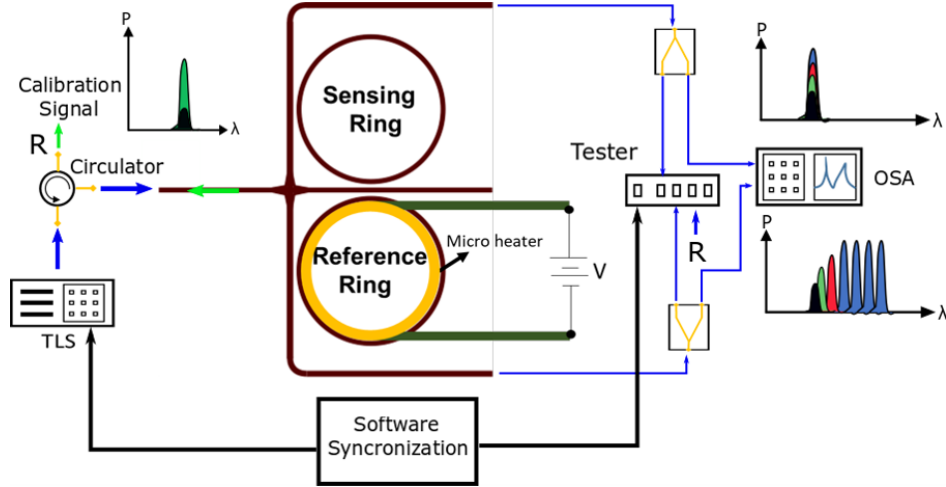 P
λ
Calibration
Signal
R
Circulator
TLS
Sensing
Ring
Reference
Ring
Micro heater
V
Software
Syncronization
Tester
R
P
λ
OSA
P
λ